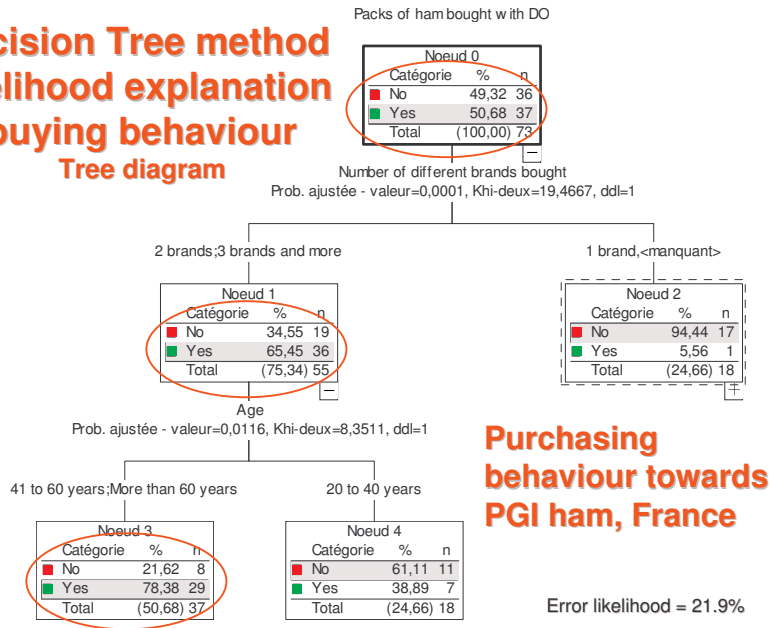 Packs of ham bought with DO
cision Tree method
elihood explanation
buying behaviour
Tree diagram
Noeud 0
Catégorie % n
No 49,32 36
Yes 50,68 37
Total (100,00) 73
Number of different brands bought
Prob. ajustée - valeur=0,0001, Khi-deux=19,4667, ddl=1
2 brands;3 brands and more
1 brand,<manquant>
Noeud 1
Catégorie % n
No 34,55 19
Yes 65,45 36
Total (75,34) 55
Noeud 2
Catégorie % n
No 94,44 17
Yes 5,56 1
Total (24,66) 18
Age
Prob. ajustée - valeur=0,0116, Khi-deux=8,3511, ddl=1
41 to 60 years;More than 60 years
20 to 40 years
Noeud 3
Catégorie % n
No 21,62 8
Yes 78,38 29
Total (50,68) 37
Noeud 4
Catégorie % n
No 61,11 11
Yes 38,89 7
Total (24,66) 18
Purchasing
behaviour towards
PGI ham, France
Error likelihood = 21.9%